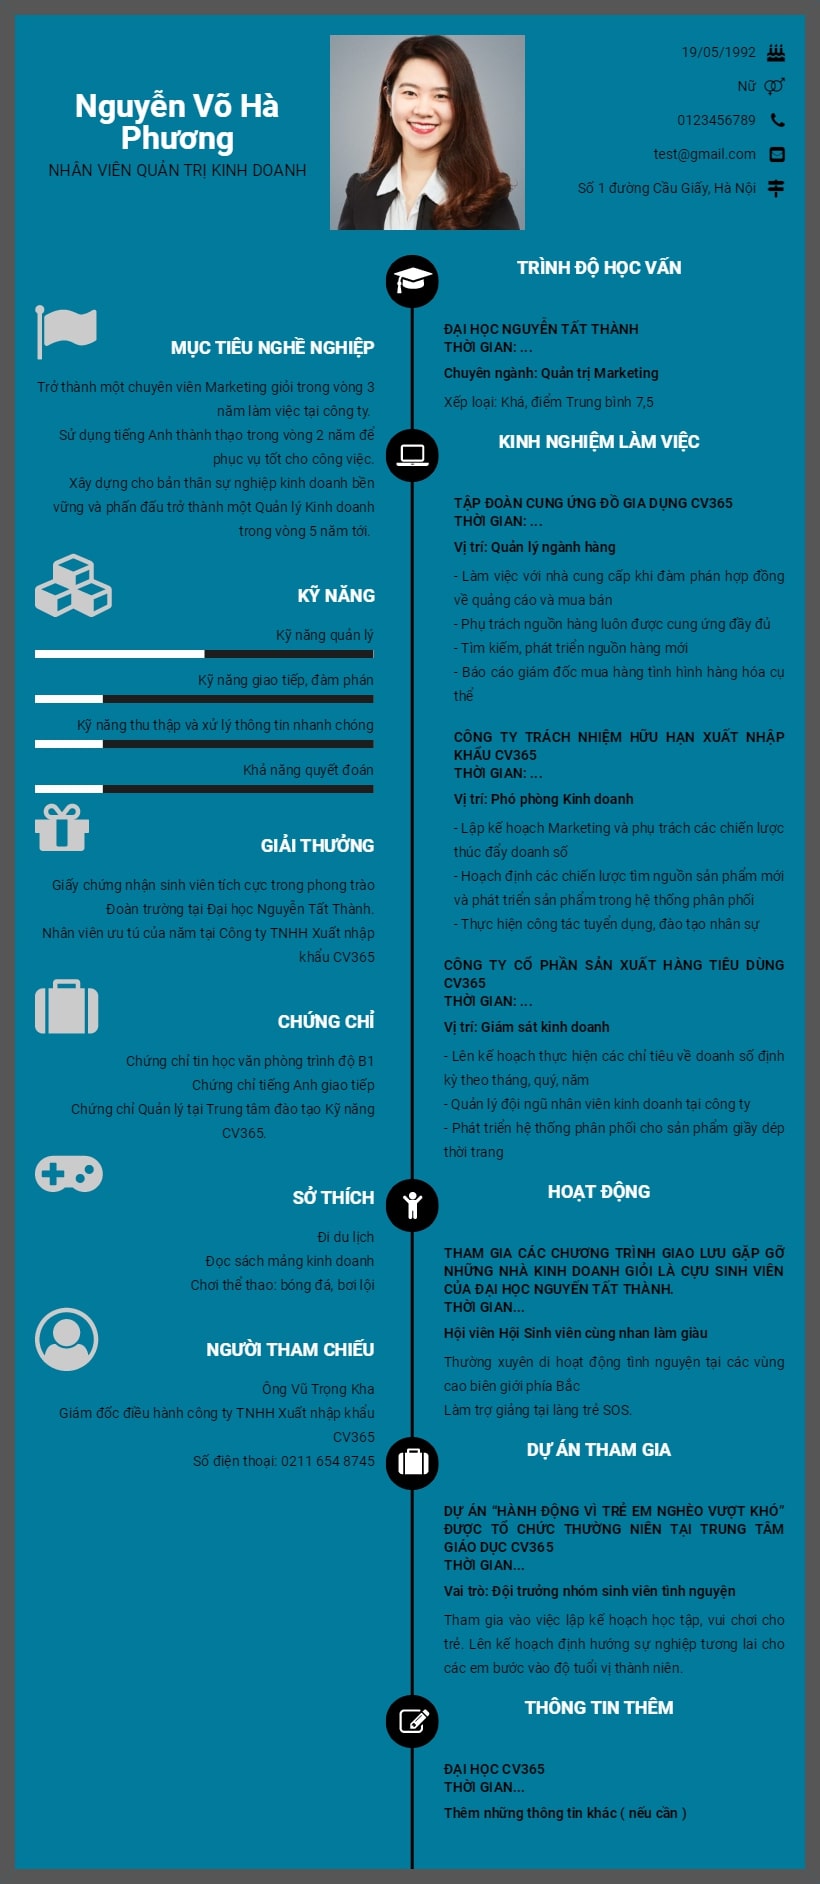 Nguyễn Võ Hà
Phương
NHÂN VIÊN QUẢN TRỊ KINH DOANH
19/05/1992
Nữ
0123456789
test@gmail.com
Số 1 đường Cầu Giấy, Hà Nội
MỤC TIÊU NGHỀ NGHIỆP
Trở thành một chuyên viên Marketing giỏi trong vòng 3
năm làm việc tại công ty.
Sử dụng tiếng Anh thành thạo trong vòng 2 năm để
phục vụ tốt cho công việc.
Xây dựng cho bản thân sự nghiệp kinh doanh bền
vững và phấn đấu trở thành một Quản lý Kinh doanh
trong vòng 5 năm tới.
KỸ NĂNG
Kỹ năng quản lý
Kỹ năng giao tiếp, đàm phán
Kỹ năng thu thập và xử lý thông tin nhanh chóng
Khả năng quyết đoán
GIẢI THƯỞNG
Giấy chứng nhận sinh viên tích cực trong phong trào
Đoàn trường tại Đại học Nguyễn Tất Thành.
Nhân viên ưu tú của năm tại Công ty TNHH Xuất nhập
khẩu CV365
CHỨNG CHỈ
Chứng chỉ tin học văn phòng trình độ B1
Chứng chỉ tiếng Anh giao tiếp
Chứng chỉ Quản lý tại Trung tâm đào tạo Kỹ năng
CV365.
SỞ THÍCH
Đi du lịch
Đọc sách mảng kinh doanh
Chơi thể thao: bóng đá, bơi lội
NGƯỜI THAM CHIẾU
Ông Vũ Trọng Kha
Giám đốc điều hành công ty TNHH Xuất nhập khẩu
CV365
Số điện thoại: 0211 654 8745
TRÌNH ĐỘ HỌC VẤN
ĐẠI HỌC NGUYỄN TẤT THÀNH
THỜI GIAN: ...
Chuyên ngành: Quản trị Marketing
Xếp loại: Khá, điểm Trung bình 7,5
KINH NGHIỆM LÀM VIỆC
TẬP ĐOÀN CUNG ỨNG ĐỒ GIA DỤNG CV365
THỜI GIAN: ...
Vị trí: Quản lý ngành hàng
- Làm việc với nhà cung cấp khi đàm phán hợp đồng
về quảng cáo và mua bán
- Phụ trách nguồn hàng luôn được cung ứng đầy đủ
- Tìm kiếm, phát triển nguồn hàng mới
- Báo cáo giám đốc mua hàng tình hình hàng hóa cụ
thể
CÔNG TY TRÁCH NHIỆM HỮU HẠN XUẤT NHẬP
KHẨU CV365
THỜI GIAN: ...
Vị trí: Phó phòng Kinh doanh
- Lập kế hoạch Marketing và phụ trách các chiến lược
thúc đẩy doanh số
- Hoạch định các chiến lược tìm nguồn sản phẩm mới
và phát triển sản phẩm trong hệ thống phân phối
- Thực hiện công tác tuyển dụng, đào tạo nhân sự
CÔNG TY CỔ PHẦN SẢN XUẤT HÀNG TIÊU DÙNG
CV365
THỜI GIAN: ...
Vị trí: Giám sát kinh doanh
- Lên kế hoạch thực hiện các chỉ tiêu về doanh số định
kỳ theo tháng, quý, năm
- Quản lý đội ngũ nhân viên kinh doanh tại công ty
- Phát triển hệ thống phân phối cho sản phẩm giầy dép
thời trang
HOẠT ĐỘNG
THAM GIA CÁC CHƯƠNG TRÌNH GIAO LƯU GẶP GỠ
NHỮNG NHÀ KINH DOANH GIỎI LÀ CỰU SINH VIÊN
CỦA ĐẠI HỌC NGUYỄN TẤT THÀNH.
THỜI GIAN...
Hội viên Hội Sinh viên cùng nhan làm giàu
Thường xuyên di hoạt động tình nguyện tại các vùng
cao biên giới phía Bắc
Làm trợ giảng tại làng trẻ SOS.
DỰ ÁN THAM GIA
DỰ ÁN "HÀNH ĐỘNG VÌ TRẺ EM NGHÈO VƯỢT KHÓ"
ĐƯỢC TỔ CHỨC THƯỜNG NIÊN TẠI TRUNG TÂM
GIÁO DỤC CV365
THỜI GIAN...
Vai trò: Đội trưởng nhóm sinh viên tình nguyện
Tham gia vào việc lập kế hoạch học tập, vui chơi cho
trẻ. Lên kế hoạch định hướng sự nghiệp tương lai cho
các em bước vào độ tuổi vị thành niên.
THÔNG TIN THÊM
ĐẠI HỌC CV365
THỜI GIAN...
Thêm những thông tin khác ( nếu cần )